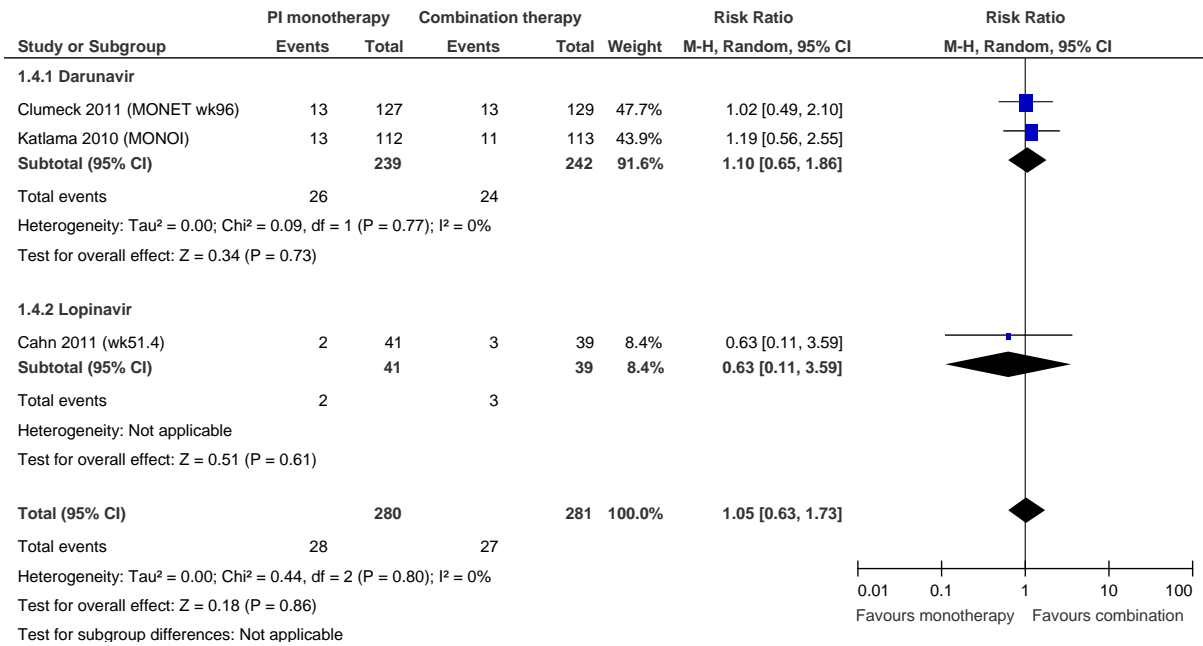 PI monotherapy Combination therapy Risk Ratio Risk Ratio
Study or Subgroup Events Total Events Total Weight M-H, Random, 95% CI M-H, Random, 95% CI
1.4.1 Darunavir
Clumeck 2011 (MONET wk96) 13 127 13 129 47.7% 1.02 [0.49, 2.10]
Katlama 2010 (MONOI) 13 112 11 113 43.9% 1.19 [0.56, 2.55]
Subtotal (95% CI) 239 242 91.6% 1.10 [0.65, 1.86]
Total events 26 24
Heterogeneity: Tau² = 0.00; Chi² = 0.09, df = 1 (P = 0.77); I² = 0%
Test for overall effect: Z = 0.34 (P = 0.73)
1.4.2 Lopinavir
Cahn 2011 (wk51.4) 2 41 3 39 8.4% 0.63 [0.11, 3.59]
Subtotal (95% CI) 41 39 8.4% 0.63 [0.11, 3.59]
Total events 2 3
Heterogeneity: Not applicable
Test for overall effect: Z = 0.51 (P = 0.61)
Total (95% CI) 280 281 100.0% 1.05 [0.63, 1.73]
Total events 28 27
Heterogeneity: Tau² = 0.00; Chi² = 0.44, df = 2 (P = 0.80); I² = 0%
Test for overall effect: Z = 0.18 (P = 0.86)
Test for subgroup differences: Not applicable
0.01 0.1 1 10 100
Favours monotherapy Favours combination